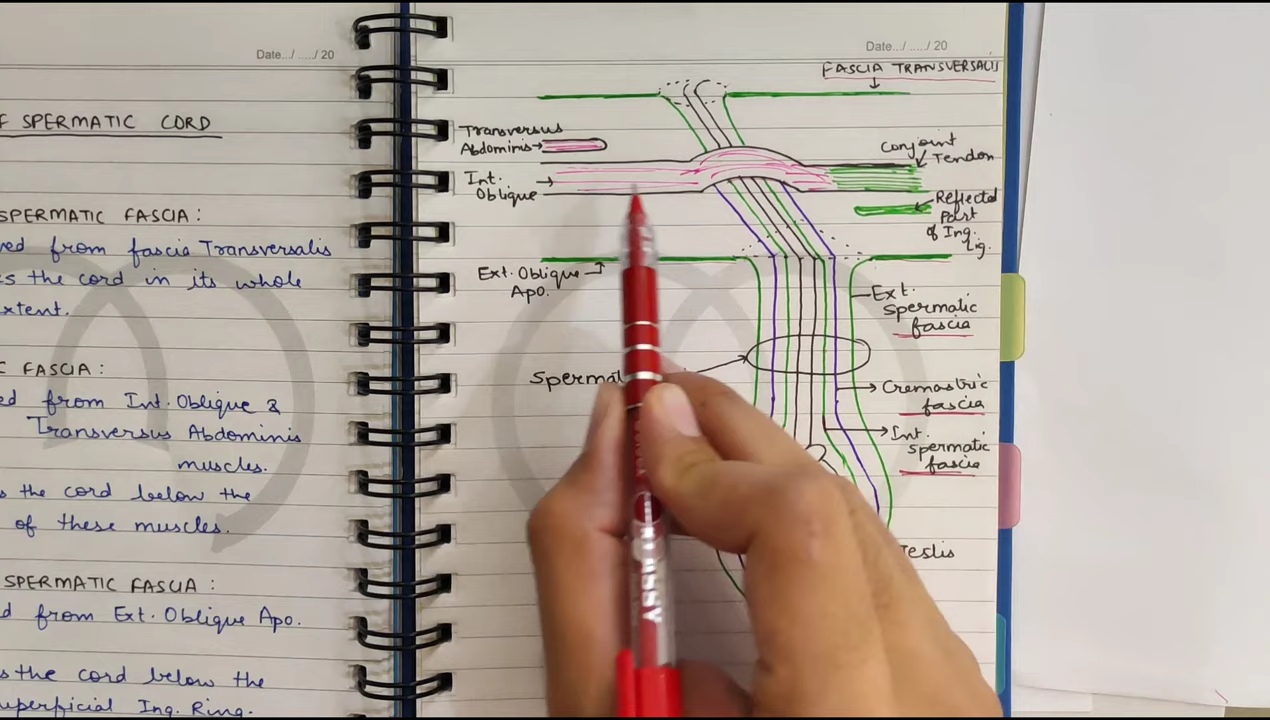 Date.../...../20
F SPERMATIC CORD
SPERMATIC FASCIA:
ved from fascia Transversalis
es the cord in its whole
xtent.
C FASCIA:
ed from Int. Oblique &
Transversus Abdominis
muscles.
s the cord below the
of these muscles.
SPERMATIC FASCIA:
d from Ext. Oblique Apo.
s the cord below the
uperficial Ing. Ring.
Date.../...../20
FASCIA TRANSVERSALIS
Transversus
Abdominis
Int.
Oblique
Conjoint
Tendon
Reflected
Part
of Ing.
Lig.
Ext. Oblique
Apo.
Ext.
Spermatic
fascia
Spermat
Cremastric
fascia
Int.
spermatic
fascia
Testis